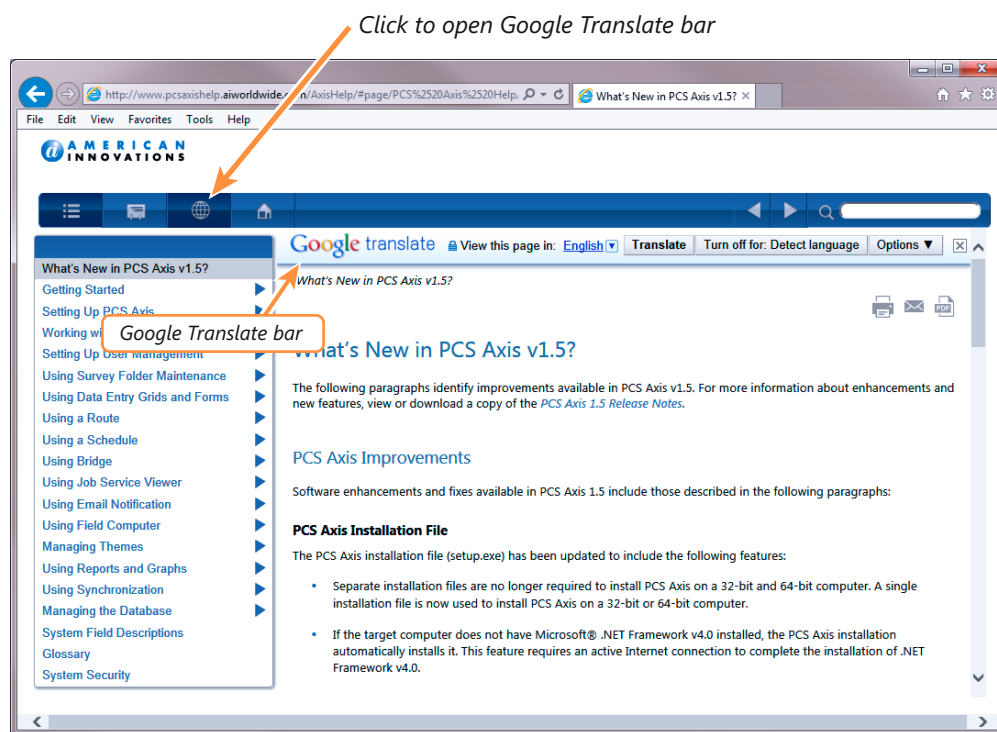 Click to open Google Translate bar
http://www.pcsaxishelp.aiworldwide. m/AxisHelp/#page/PCS%2520Axis%2520Help,
What's New in PCS Axis v1.5?
File Edit View Favorites Tools Help
AMERICAN
INNOVATIONS
Google translate View this page in: English Translate Turn off for: Detect language Options ▼
What's New in PCS Axis v1.5?
Getting Started
Setting Up PCS Axis
Working wi
Setting Up User Management
Using Survey Folder Maintenance
Using Data Entry Grids and Forms
Using a Route
Using a Schedule
Using Bridge
Using Job Service Viewer
Using Email Notification
Using Field Computer
Managing Themes
Using Reports and Graphs
Using Synchronization
Managing the Database
System Field Descriptions
Glossary
System Security
Google Translate bar
What's New in PCS Axis v1.5?
PDF
What's New in PCS Axis v1.5?
The following paragraphs identify improvements available in PCS Axis v1.5. For more information about enhancements and
new features, view or download a copy of the PCS Axis 1.5 Release Notes.
PCS Axis Improvements
Software enhancements and fixes available in PCS Axis 1.5 include those described in the following paragraphs:
PCS Axis Installation File
The PCS Axis installation file (setup.exe) has been updated to include the following features:
• Separate installation files are no longer required to install PCS Axis on a 32-bit and 64-bit computer. A single
installation file is now used to install PCS Axis on a 32-bit or 64-bit computer.
• If the target computer does not have Microsoft® .NET Framework v4.0 installed, the PCS Axis installation
automatically installs it. This feature requires an active Internet connection to complete the installation of .NET
Framework v4.0.